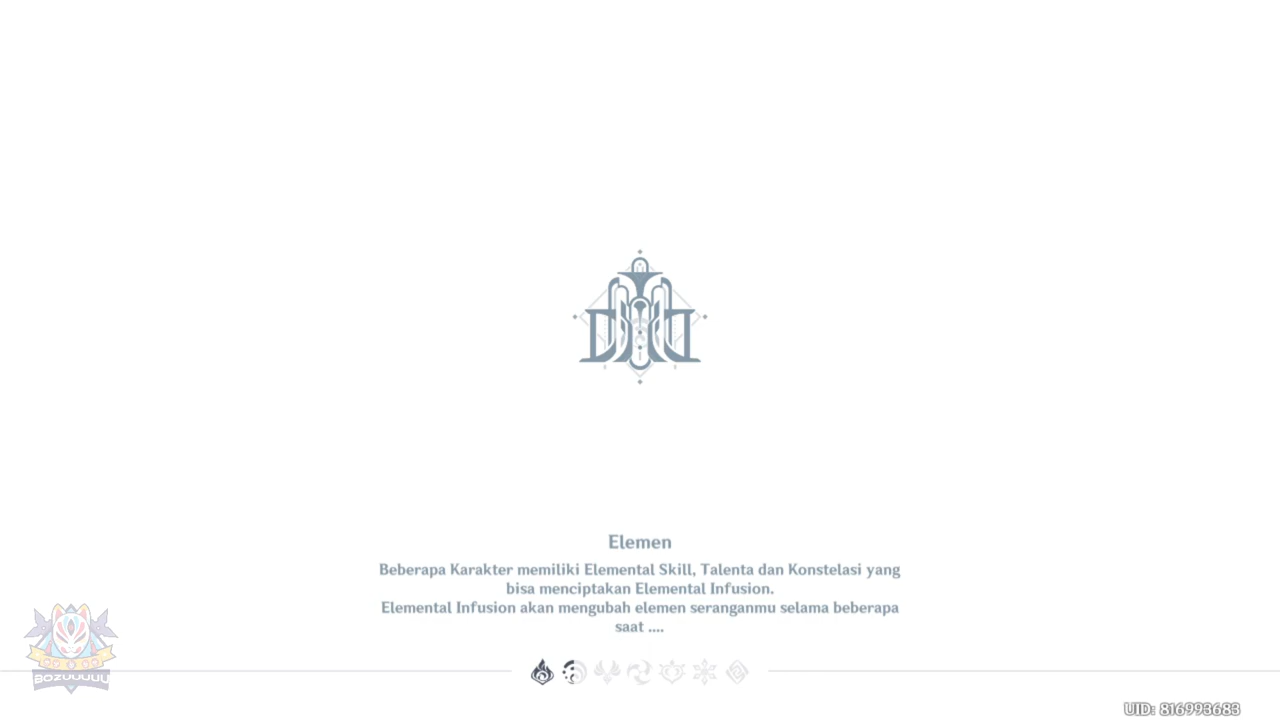 Elemen
Beberapa Karakter memiliki Elemental Skill, Talenta dan Konstelasi yang
bisa menciptakan Elemental Infusion.
Elemental Infusion akan mengubah elemen seranganmu selama beberapa
saat ....
BOZUUUUU
UID: 816993683